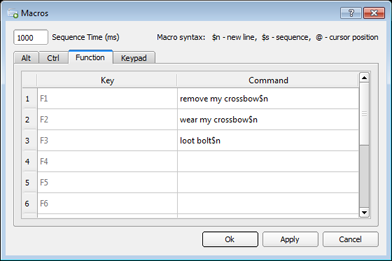 Macros
1000 Sequence Time (ms) Macro syntax: $n - new line, $s - sequence, @ - cursor position
Alt Ctrl Function Keypad
Key Command
1 F1 remove my crossbow$n
2 F2 wear my crossbow$n
3 F3 loot bolt$n
4 F4
5 F5
6 F6
Ok Apply Cancel